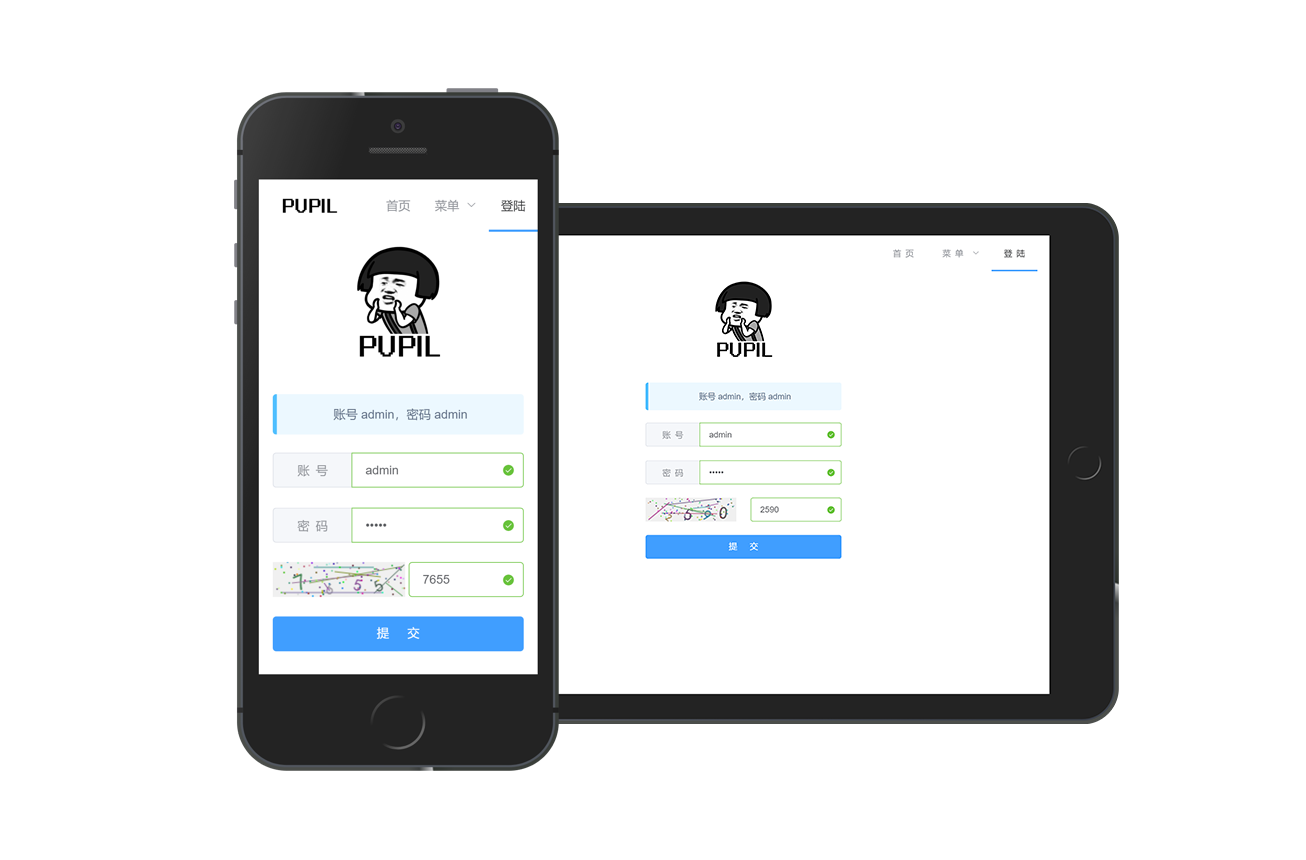 PUPIL 首页 菜单 登陆
PUPIL
账号 admin，密码 admin
账 号 admin
密 码 •••••
7655
提 交
首 页 菜 单 登 陆
PUPIL
账号 admin，密码 admin
账 号 admin
密 码 •••••
2590
提 交